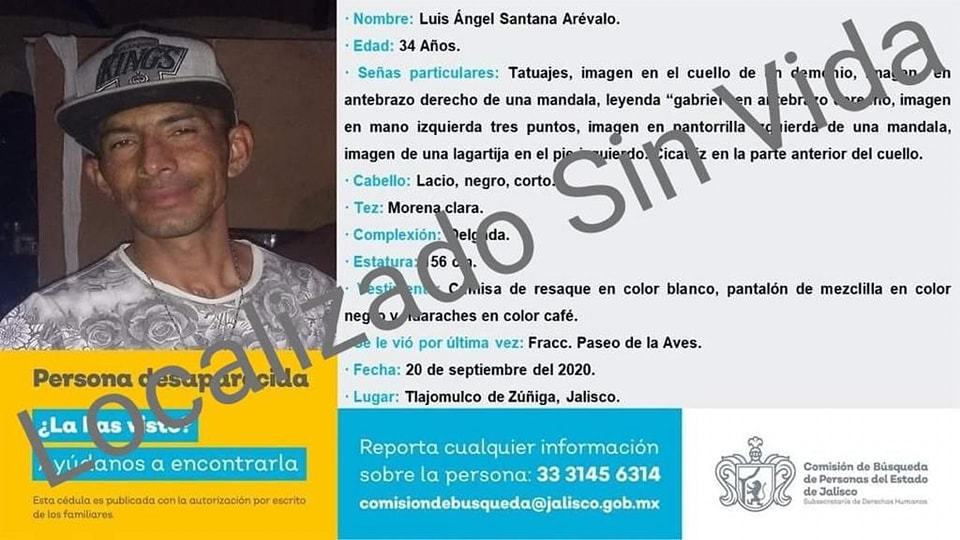 KINGS
· Nombre: Luis Ángel Santana Arévalo.
· Edad: 34 Años.
· Señas particulares: Tatuajes, imagen en el cuello de un demonio, imagen en
antebrazo derecho de una mandala, leyenda “gabriel en antebrazo derecho, imagen
en mano izquierda tres puntos, imagen en pantorrilla izquierda de una mandala,
imagen de una lagartija en el pie izquierdo. Cicatriz en la parte anterior del cuello.
· Cabello: Lacio, negro, corto.
· Tez: Morena clara.
· Complexión: Delgada.
· Estatura: 156 cm.
· Vestimenta: Camisa de resaque en color blanco, pantalón de mezclilla en color
negro y huaraches en color café.
· Se le vió por última vez: Fracc. Paseo de la Aves.
· Fecha: 20 de septiembre del 2020.
· Lugar: Tlajomulco de Zúñiga, Jalisco.
Localizado Sin Vida
Persona desaparecida
¿La has visto?
Ayúdanos a encontrarla
Esta cédula es publicada con la autorización por escrito
de los familiares.
Reporta cualquier información
sobre la persona: 33 3145 6314
comisiondebusqueda@jalisco.gob.mx
Comisión de Búsqueda
de Personas del Estado
de Jalisco
Subsecretaría de Derechos Humanos